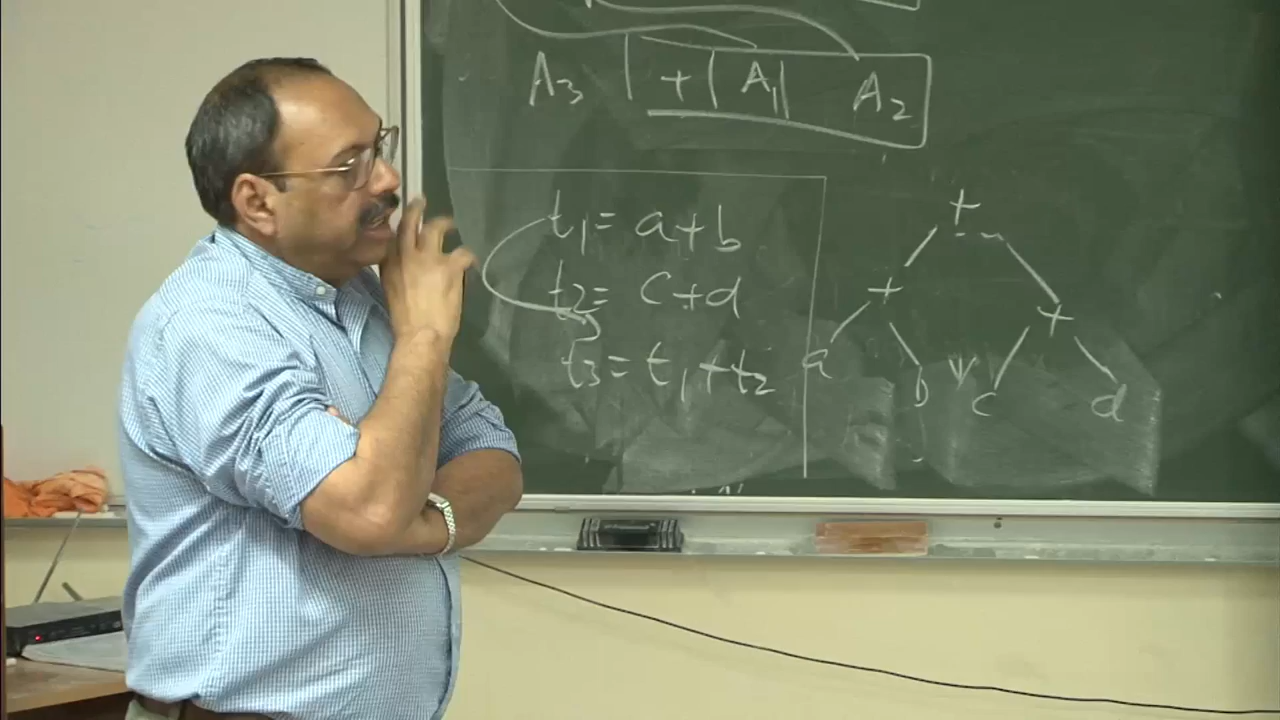 A₃ | + | A₁ | A₂
t₁ = a + b
t₂ = c + d
t₃ = t₁ + t₂
+
+ +
a b ψ c d